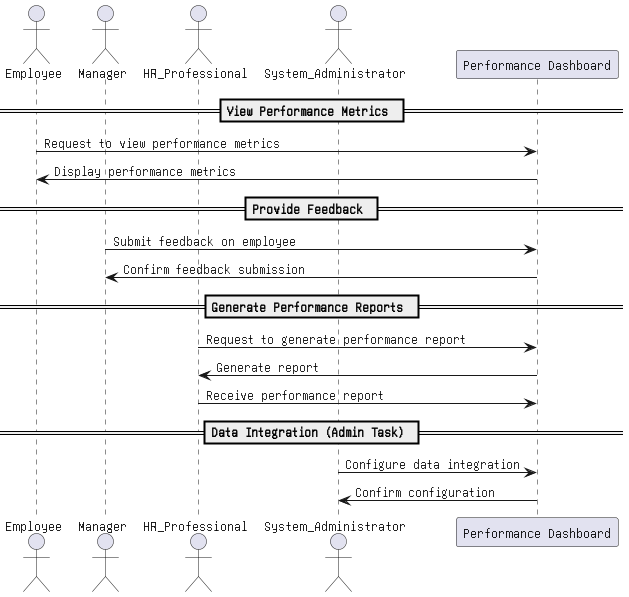 Employee Manager HR_Professional System_Administrator Performance Dashboard
View Performance Metrics
Request to view performance metrics
Display performance metrics
Provide Feedback
Submit feedback on employee
Confirm feedback submission
Generate Performance Reports
Request to generate performance report
Generate report
Receive performance report
Data Integration (Admin Task)
Configure data integration
Confirm configuration
Employee Manager HR_Professional System_Administrator Performance Dashboard